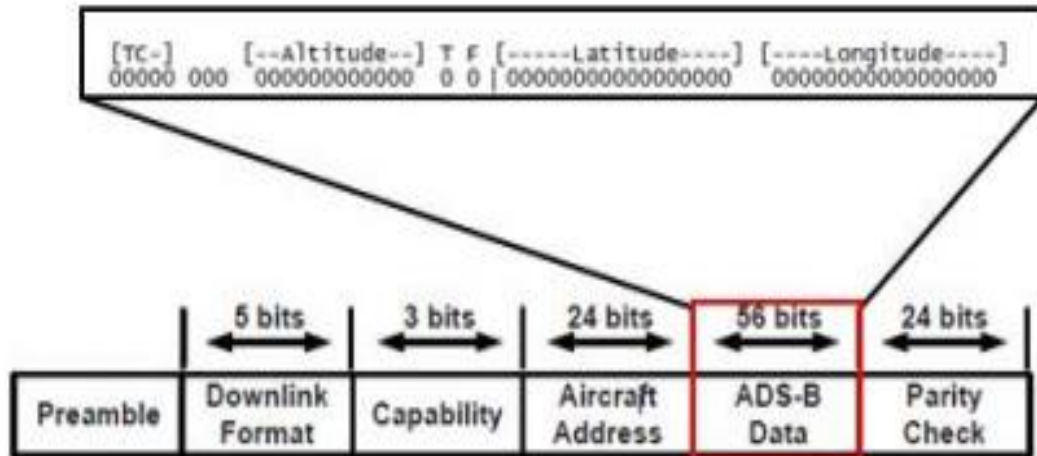 [TC-] [--Altitude--] T F [-----Latitude----] [----Longitude----]
00000 000 000000000000 0 0|00000000000000000 00000000000000000
5 bits 3 bits 24 bits 56 bits 24 bits
Preamble Downlink Format Capability Aircraft Address ADS-B Data Parity Check